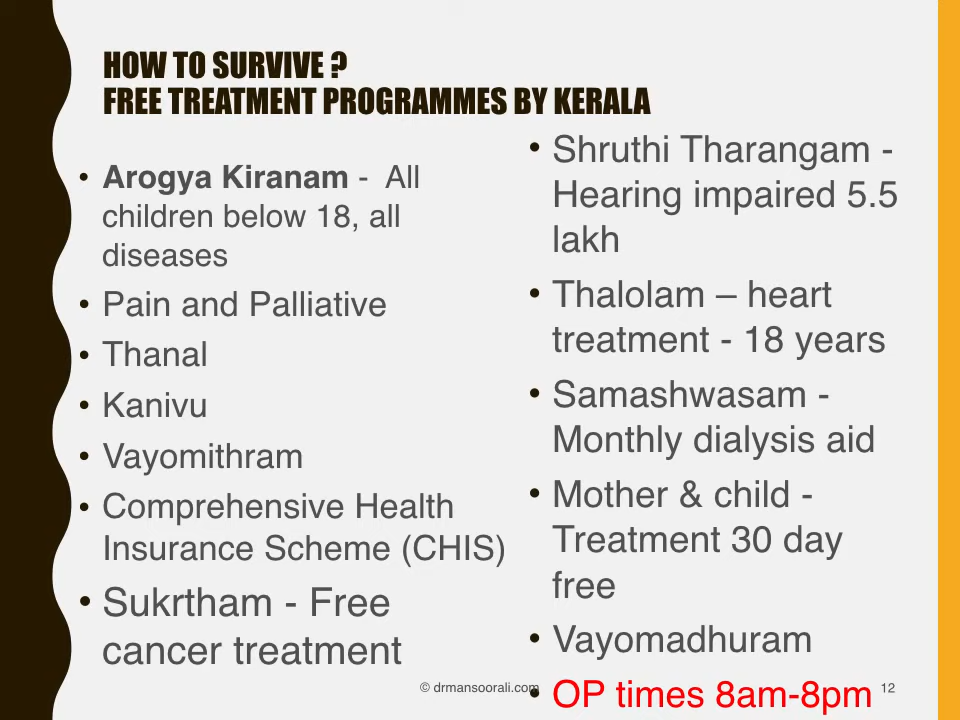 HOW TO SURVIVE ?
FREE TREATMENT PROGRAMMES BY KERALA
• Arogya Kiranam - All
children below 18, all
diseases
• Pain and Palliative
• Thanal
• Kanivu
• Vayomithram
• Comprehensive Health
Insurance Scheme (CHIS)
• Sukrtham - Free
cancer treatment
• Shruthi Tharangam -
Hearing impaired 5.5
lakh
• Thalolam – heart
treatment - 18 years
• Samashwasam -
Monthly dialysis aid
• Mother & child -
Treatment 30 day
free
• Vayomadhuram
• OP times 8am-8pm
© drmansoorali.com
12